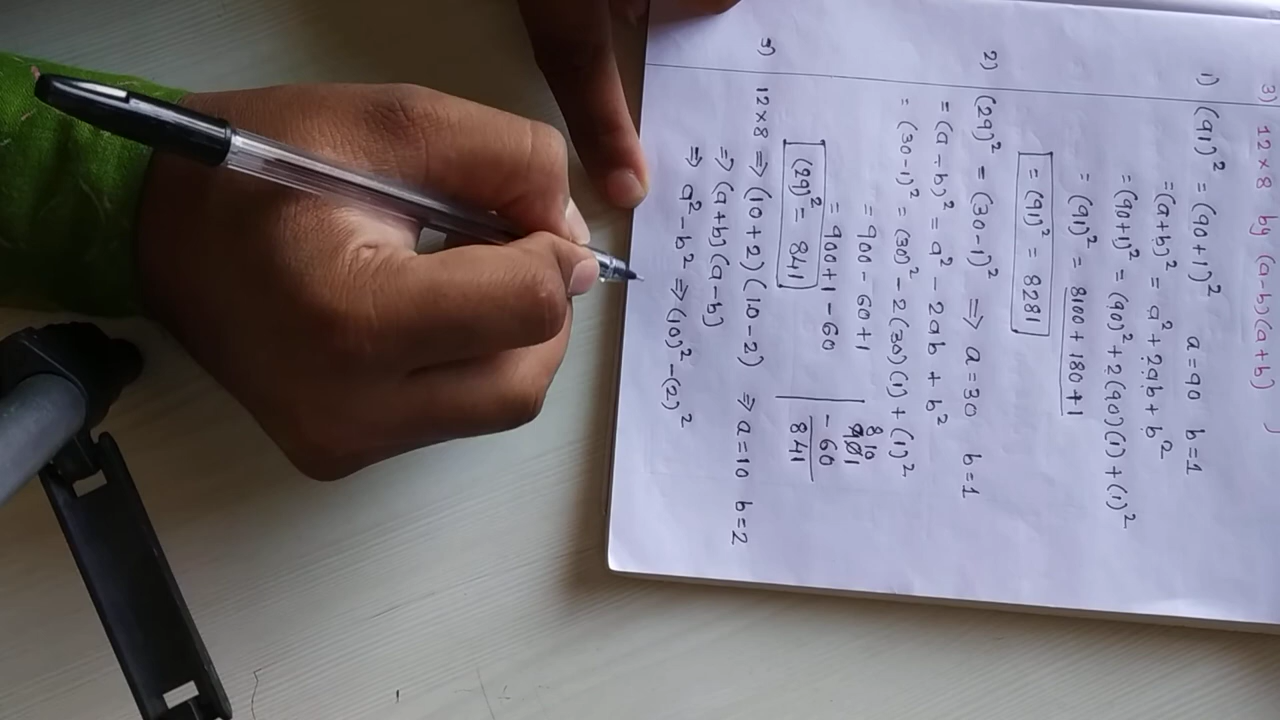 3) 12 × 8 by (a-b)(a+b)
1) (91)² = (90+1)² a=90 b=1
=(a+b)² = a² + 2ab + b²
=(90+1)² = (90)² + 2(90)(1) + (1)²
= (91)² = 8100 + 180 + 1
= (91)² = 8281
2) (29)² = (30-1)² => a=30 b=1
=(a-b)² = a² - 2ab + b²
= (30-1)² = (30)² - 2(30)(1) + (1)²
= 900 - 60 + 1
= 900 + 1 - 60
(29)² = 841
8 10
901
- 60
841
3) 12×8 => (10+2)(10-2) => a=10 b=2
=> (a+b)(a-b)
=> a² - b² => (10)² - (2)²